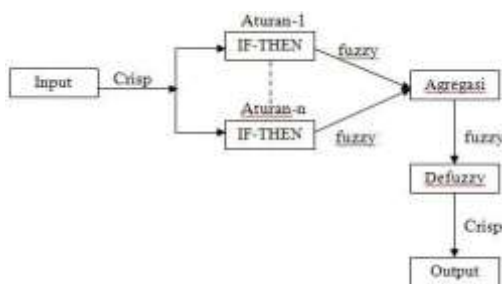 Aturan-1
IF-THEN
fuzzy
Input
Crisp
Aturan-n
IF-THEN
fuzzy
Agregasi
fuzzy
Defuzzy
Crisp
Output